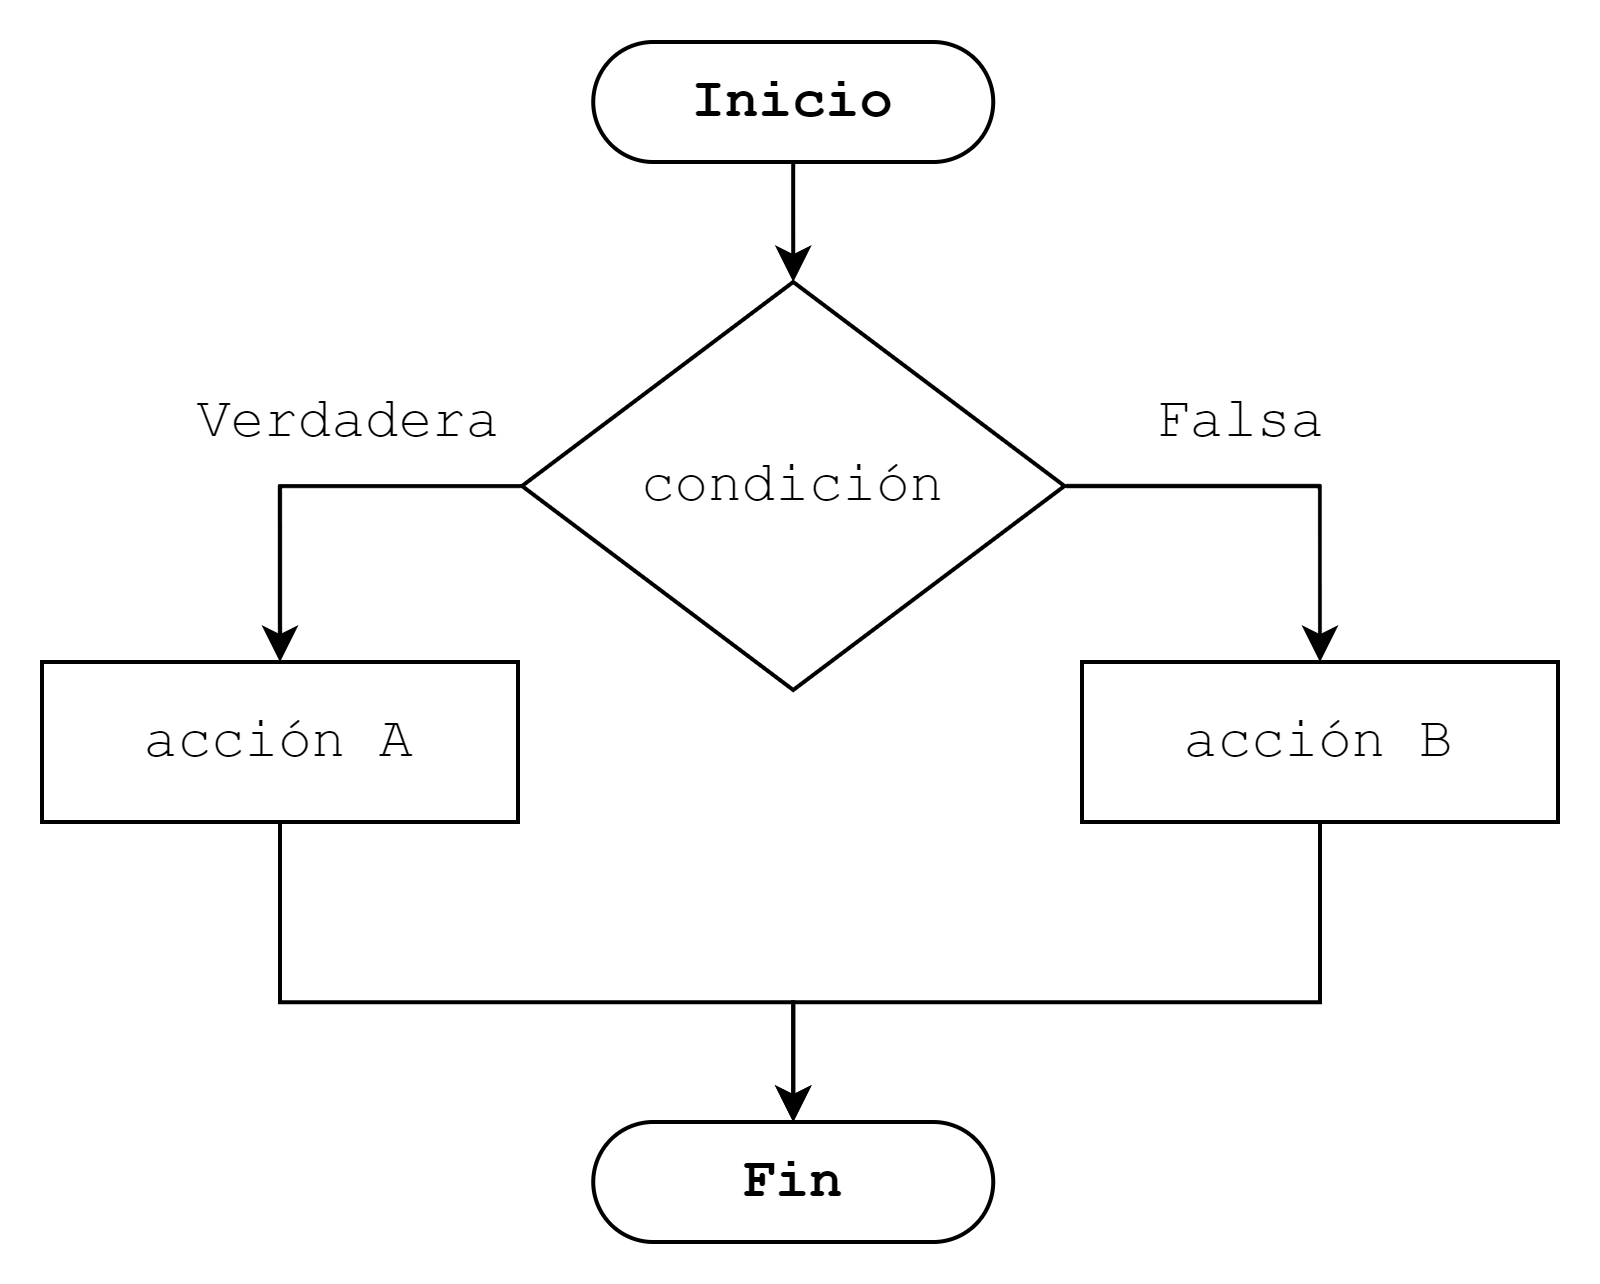 Inicio
Verdadera
Falsa
condición
acción A
acción B
Fin